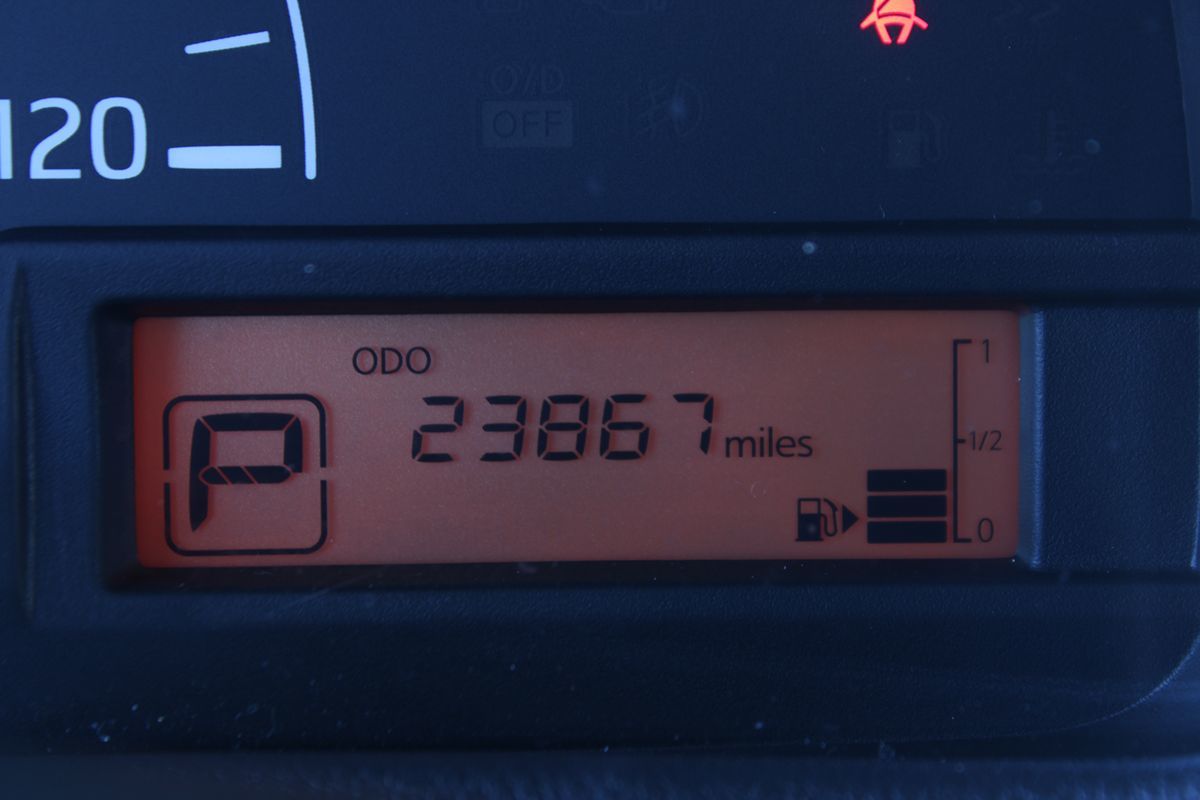 120
O/D
OFF
ODO
23867 miles
P
1
1/2
0